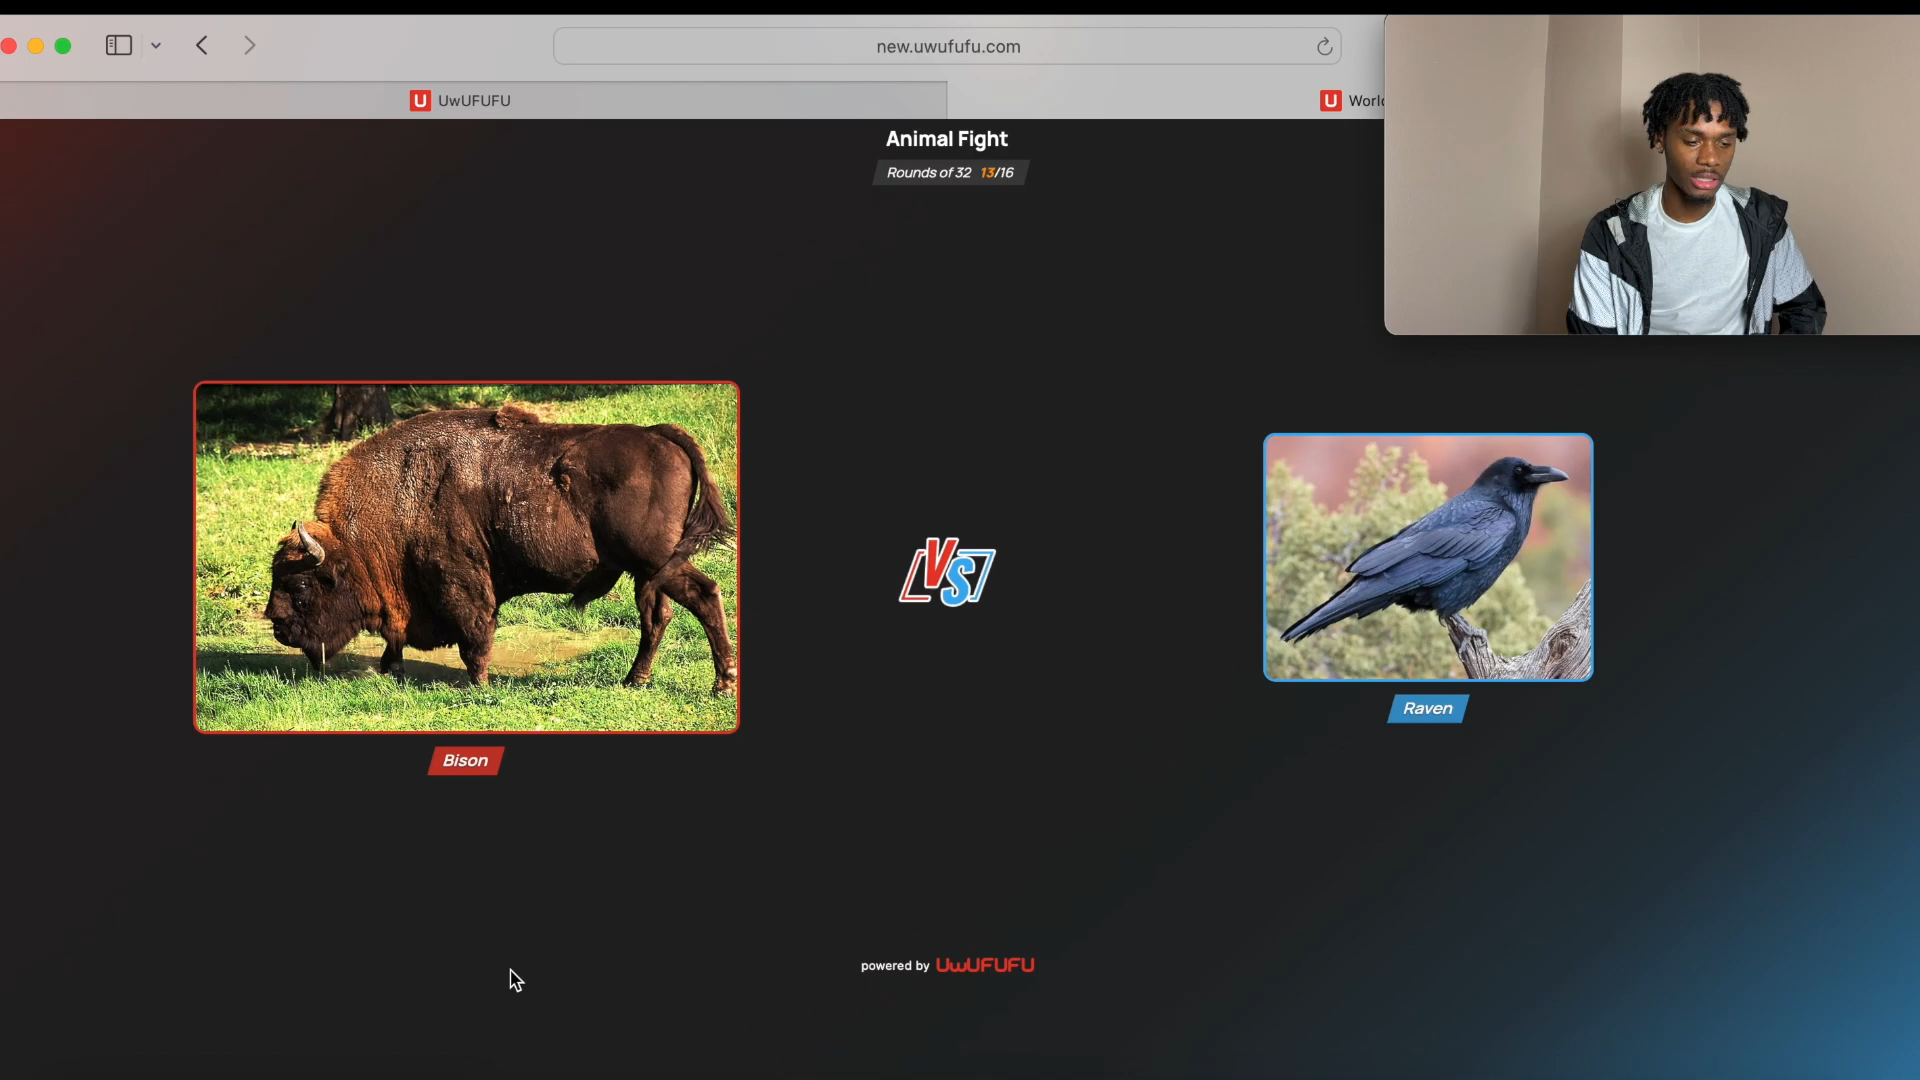 new.uwufufu.com
U UwUFUFU
U Worl
Animal Fight
Rounds of 32 13/16
VS
Raven
Bison
powered by UwUFUFU